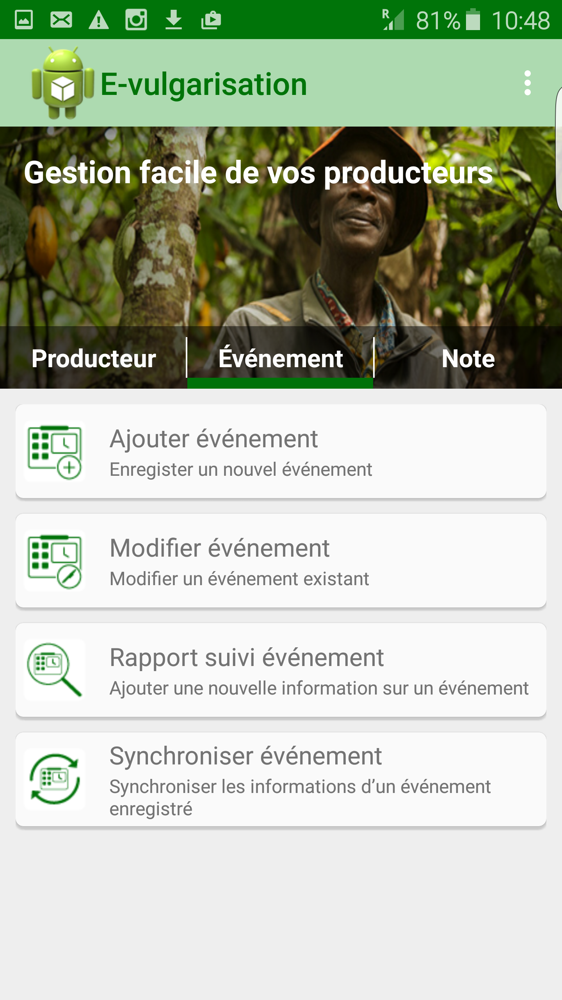 R 81% 10:48
E-vulgarisation
Gestion facile de vos producteurs
Producteur Événement Note
Ajouter événement
Enregister un nouvel événement
Modifier événement
Modifier un événement existant
Rapport suivi événement
Ajouter une nouvelle information sur un événement
Synchroniser événement
Synchroniser les informations d’un événement
enregistré